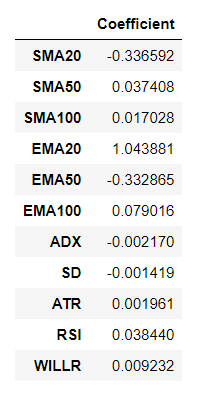 Coefficient
SMA20 -0.336592
SMA50 0.037408
SMA100 0.017028
EMA20 1.043881
EMA50 -0.332865
EMA100 0.079016
ADX -0.002170
SD -0.001419
ATR 0.001961
RSI 0.038440
WILLR 0.009232